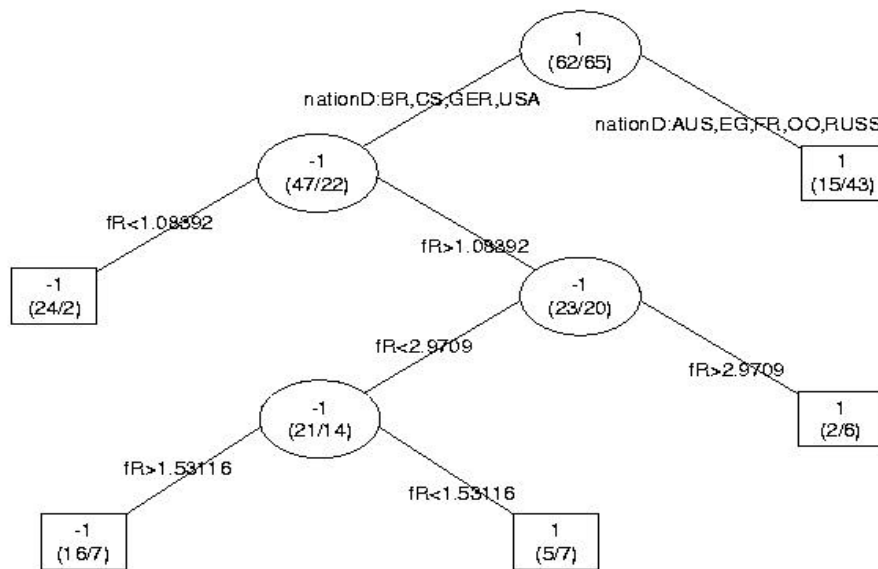 1
(62/65)
nationD:BR,CS,GER,USA
nationD:AUS,EG,FR,OO,RUSS
-1
(47/22)
1
(15/43)
fR<1.08392
fR>1.08392
-1
(24/2)
-1
(23/20)
fR<2.9709
fR>2.9709
-1
(21/14)
1
(2/6)
fR>1.53116
fR<1.53116
-1
(16/7)
1
(5/7)